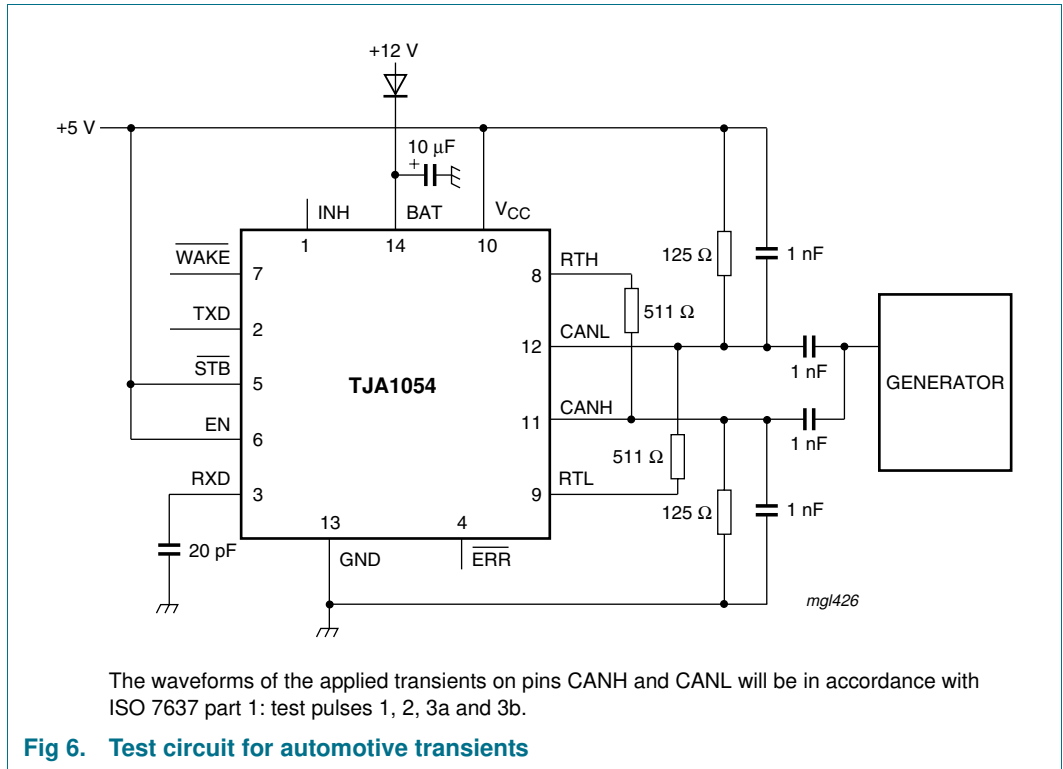 +12 V
+5 V
10 μF
+
INH
BAT
VCC
1
14
10
WAKE
7
TXD
2
STB
5
EN
6
RXD
3
TJA1054
RTH
8
511 Ω
CANL
12
CANH
11
511 Ω
RTL
9
125 Ω
1 nF
1 nF
1 nF
GENERATOR
125 Ω
1 nF
13
4
GND
ERR
20 pF
mgl426
The waveforms of the applied transients on pins CANH and CANL will be in accordance with
ISO 7637 part 1: test pulses 1, 2, 3a and 3b.
Fig 6. Test circuit for automotive transients